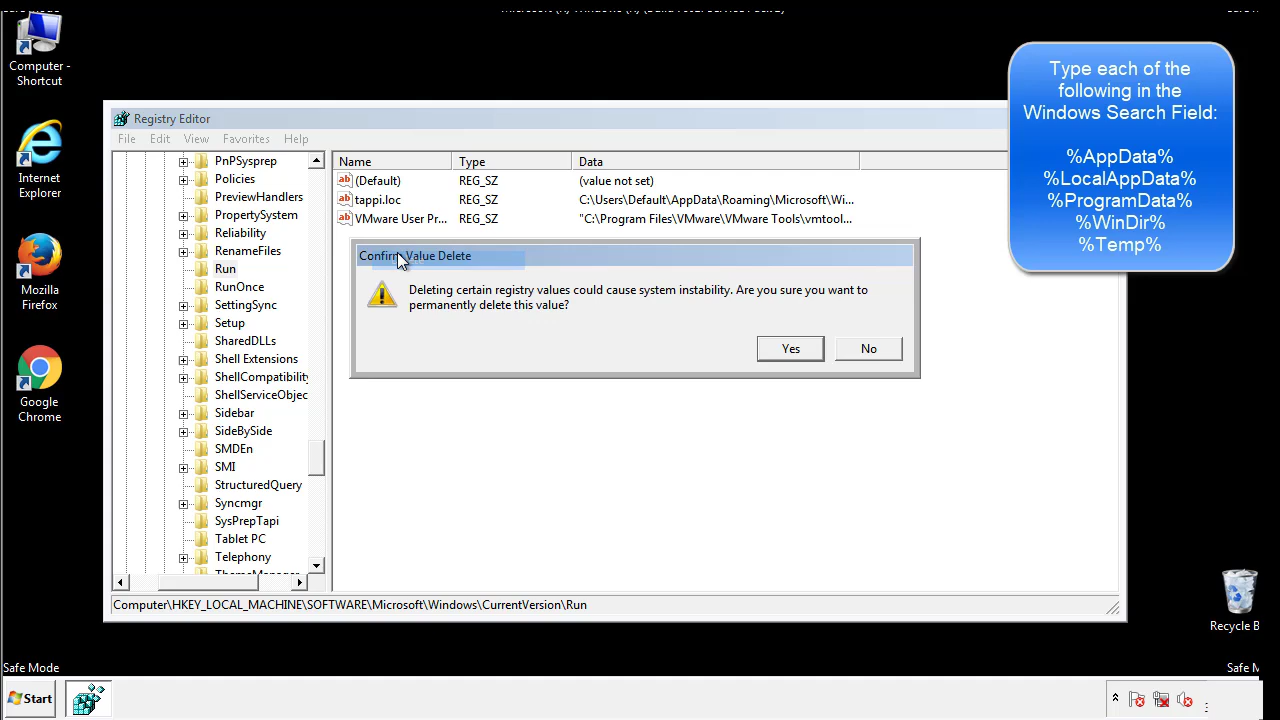 Computer -
Shortcut
Internet
Explorer
Mozilla
Firefox
Google
Chrome
Registry Editor
File Edit View Favorites Help
PnPSysprep
Policies
PreviewHandlers
PropertySystem
Reliability
RenameFiles
Run
RunOnce
SettingSync
Setup
SharedDLLs
Shell Extensions
ShellCompatibility
ShellServiceObjec
Sidebar
SideBySide
SMDEn
SMI
StructuredQuery
Syncmgr
SysPrepTapi
Tablet PC
Telephony
Name Type Data
ab (Default) REG_SZ (value not set)
ab tappi.loc REG_SZ C:\Users\Default\AppData\Roaming\Microsoft\Wi...
ab VMware User Pr... REG_SZ "C:\Program Files\VMware\VMware Tools\vmtool...
Confirm Value Delete
Deleting certain registry values could cause system instability. Are you sure you want to
permanently delete this value?
Yes No
Computer\HKEY_LOCAL_MACHINE\SOFTWARE\Microsoft\Windows\CurrentVersion\Run
Type each of the
following in the
Windows Search Field:
%AppData%
%LocalAppData%
%ProgramData%
%WinDir%
%Temp%
Recycle B
Safe Mode
Safe M
Start